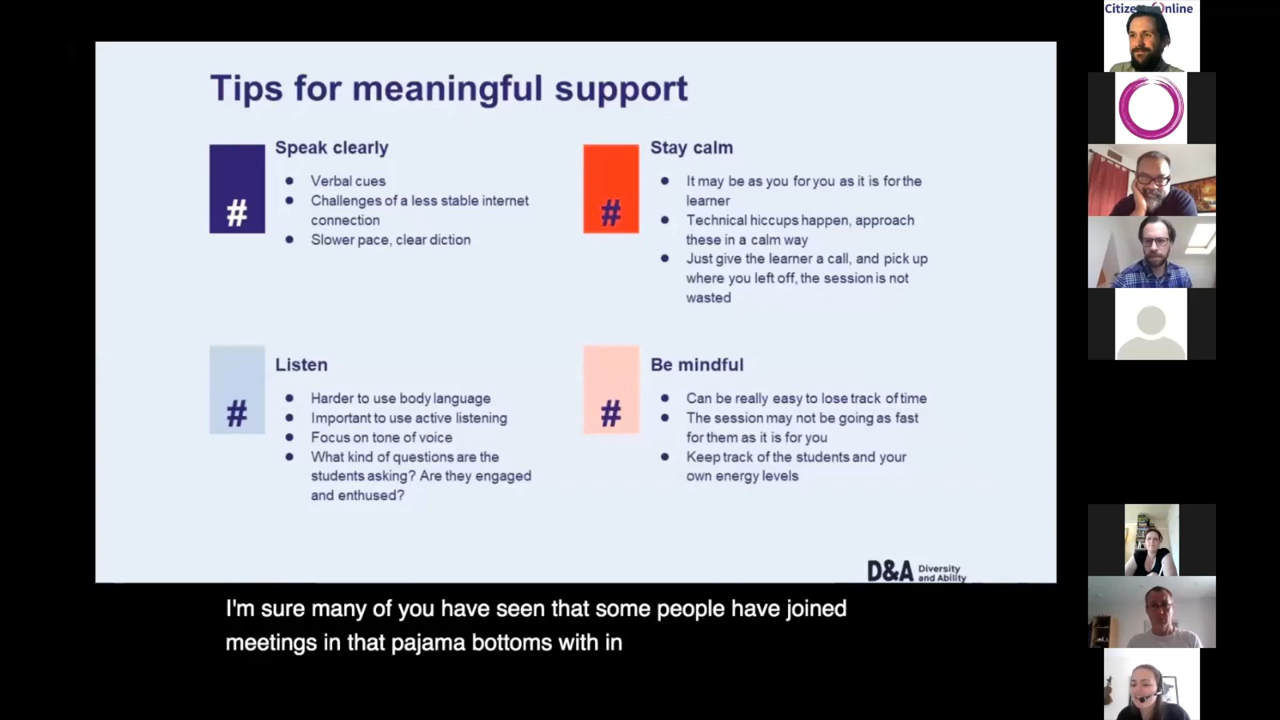 Citizens Online
Tips for meaningful support
#
Speak clearly
Verbal cues
Challenges of a less stable internet
connection
Slower pace, clear diction
#
Stay calm
It may be as you for you as it is for the
learner
Technical hiccups happen, approach
these in a calm way
Just give the learner a call, and pick up
where you left off, the session is not
wasted
#
Listen
Harder to use body language
Important to use active listening
Focus on tone of voice
What kind of questions are the
students asking? Are they engaged
and enthused?
#
Be mindful
Can be really easy to lose track of time
The session may not be going as fast
for them as it is for you
Keep track of the students and your
own energy levels
D&A Diversity
and Ability
I'm sure many of you have seen that some people have joined
meetings in that pajama bottoms with in